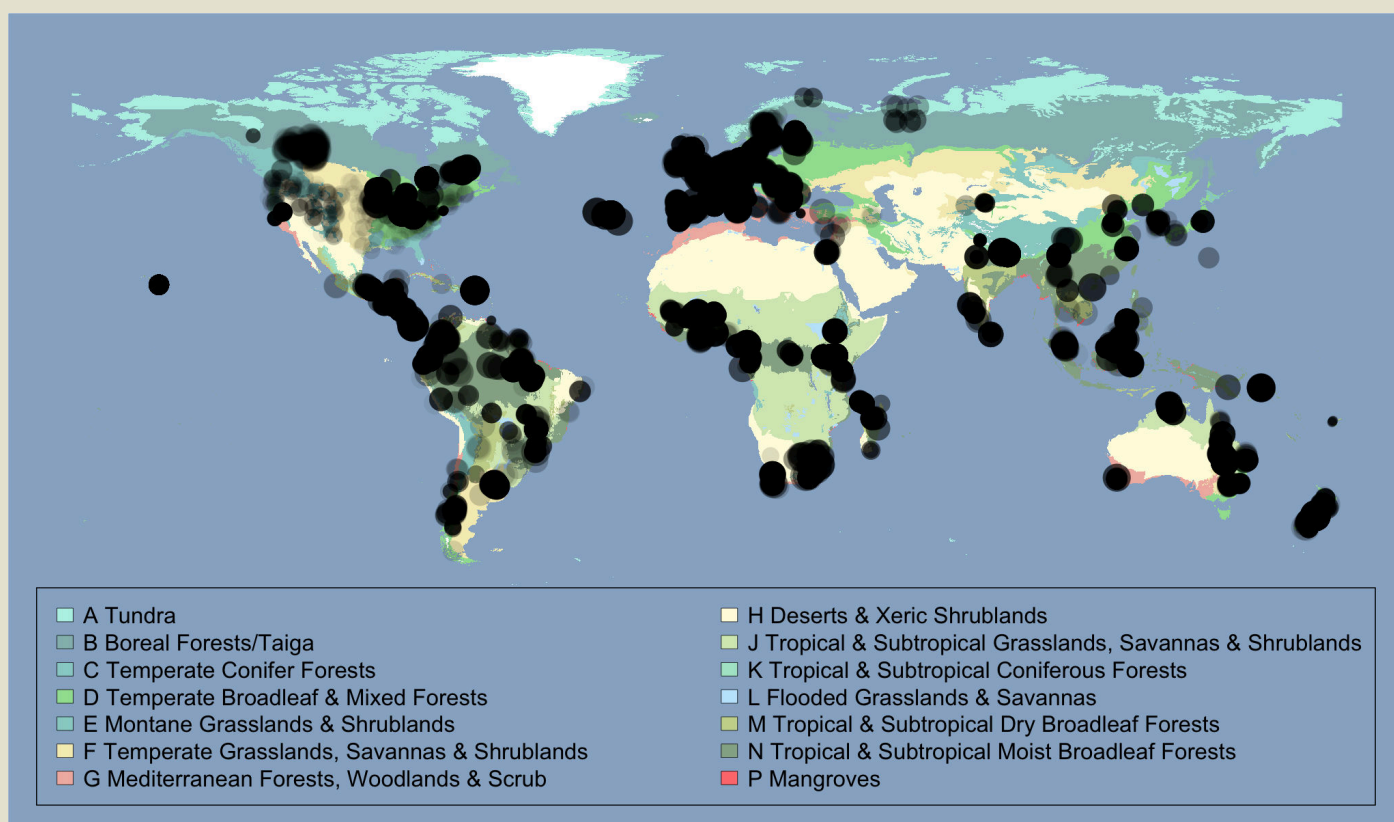 A Tundra
B Boreal Forests/Taiga
C Temperate Conifer Forests
D Temperate Broadleaf & Mixed Forests
E Montane Grasslands & Shrublands
F Temperate Grasslands, Savannas & Shrublands
G Mediterranean Forests, Woodlands & Scrub
H Deserts & Xeric Shrublands
J Tropical & Subtropical Grasslands, Savannas & Shrublands
K Tropical & Subtropical Coniferous Forests
L Flooded Grasslands & Savannas
M Tropical & Subtropical Dry Broadleaf Forests
N Tropical & Subtropical Moist Broadleaf Forests
P Mangroves